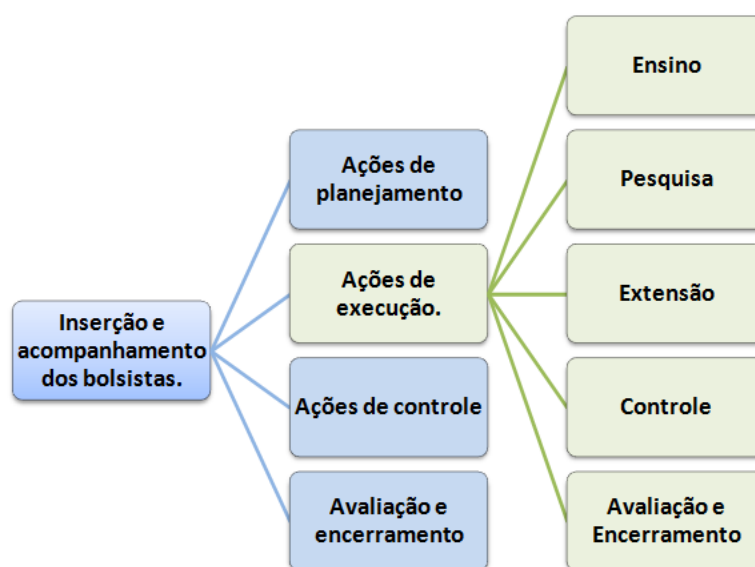 Inserção e
acompanhamento
dos bolsistas.
Ações de
planejamento
Ações de
execução.
Ações de controle
Avaliação e
encerramento
Ensino
Pesquisa
Extensão
Controle
Avaliação e
Encerramento